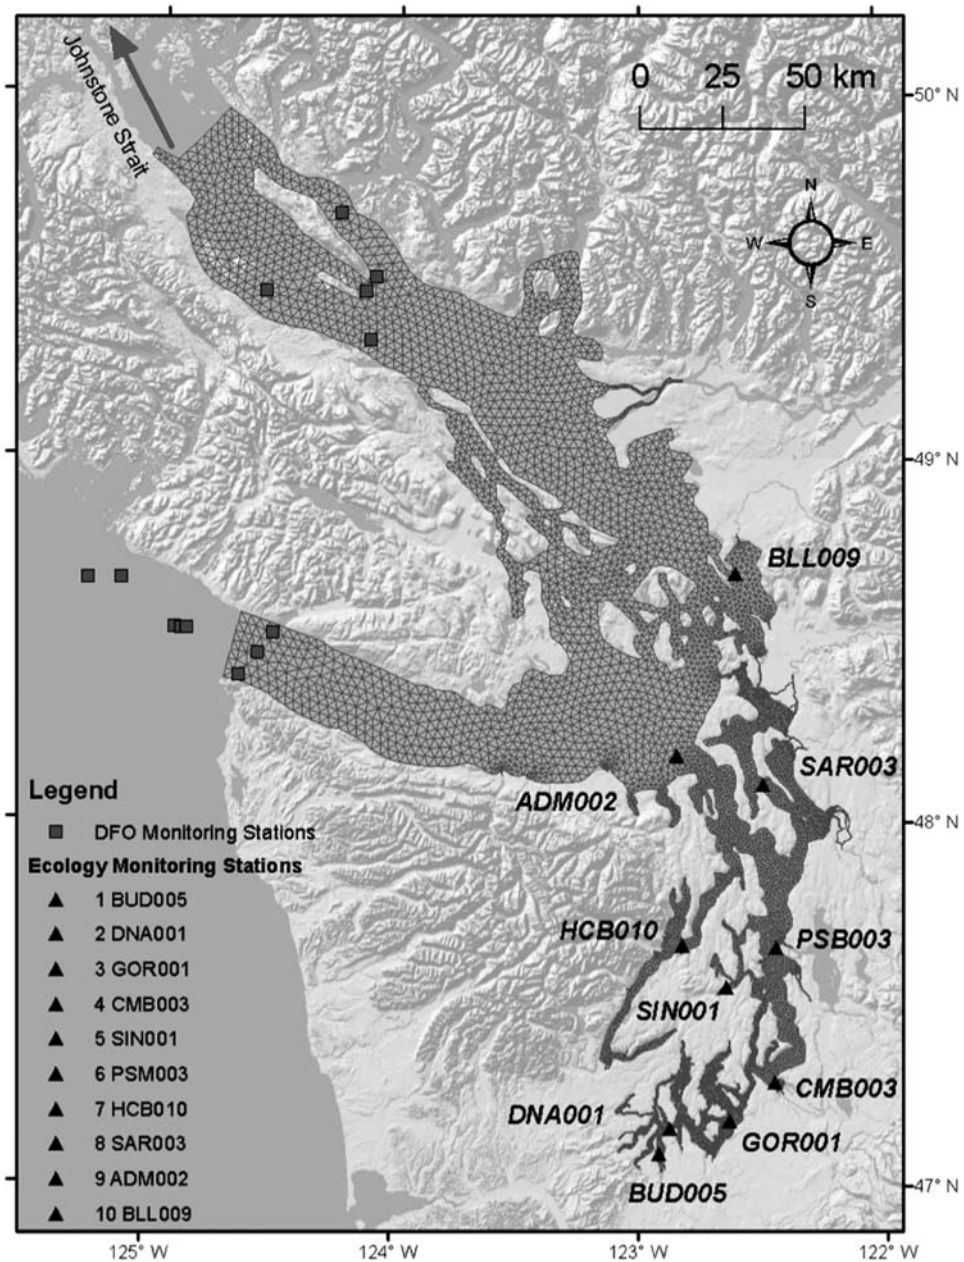 Johnstone Strait
0 25 50 km
50° N
N
W E
S
49° N
BLL009
SAR003
ADM002
48° N
HCB010
PSB003
SIN001
CMB003
DNA001
GOR001
BUD005
47° N
Legend
DFO Monitoring Stations
Ecology Monitoring Stations
1 BUD005
2 DNA001
3 GOR001
4 CMB003
5 SIN001
6 PSM003
7 HCB010
8 SAR003
9 ADM002
10 BLL009
125° W
124° W
123° W
122° W